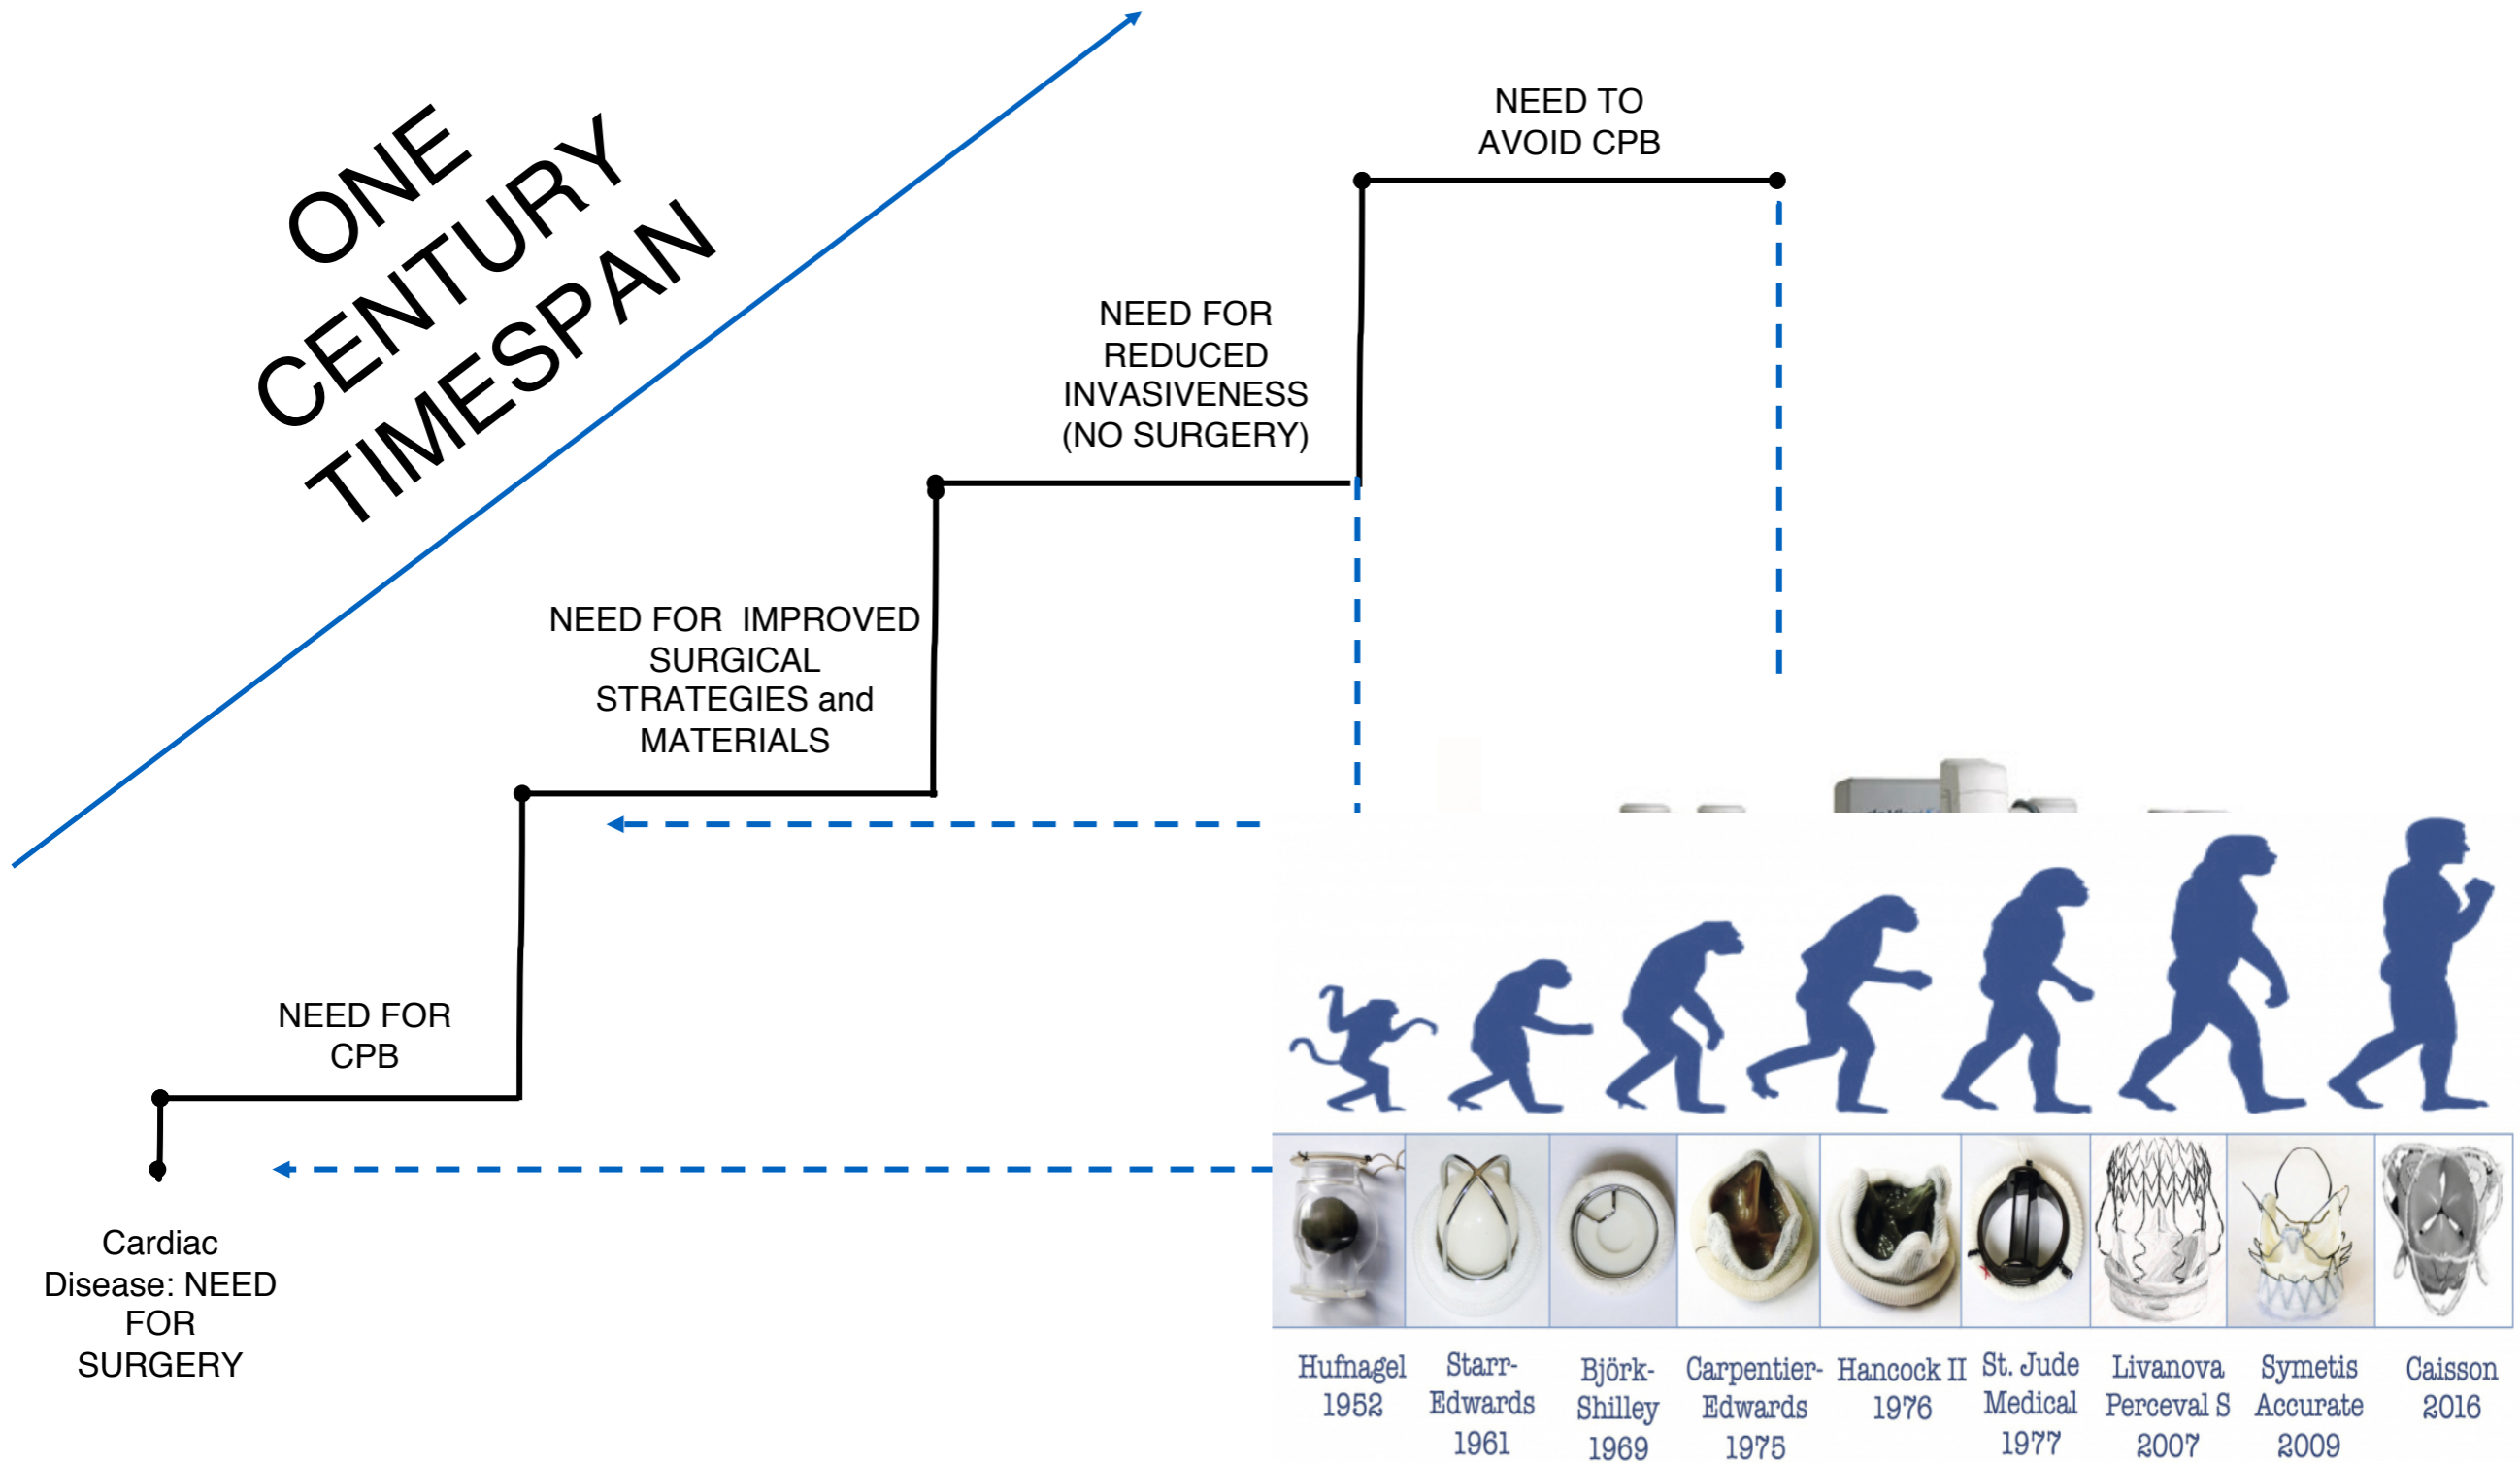 ONE
CENTURY
TIMESPAN
NEED TO
AVOID CPB
NEED FOR
REDUCED
INVASIVENESS
(NO SURGERY)
NEED FOR  IMPROVED
SURGICAL
STRATEGIES and
MATERIALS
NEED FOR
CPB
Cardiac
Disease: NEED
FOR
SURGERY
Hufnagel
1952
Starr-
Edwards
1961
Björk-
Shilley
1969
Carpentier-
Edwards
1975
Hancock II
1976
St. Jude
Medical
1977
Livanova
Perceval S
2007
Symetis
Accurate
2009
Caisson
2016